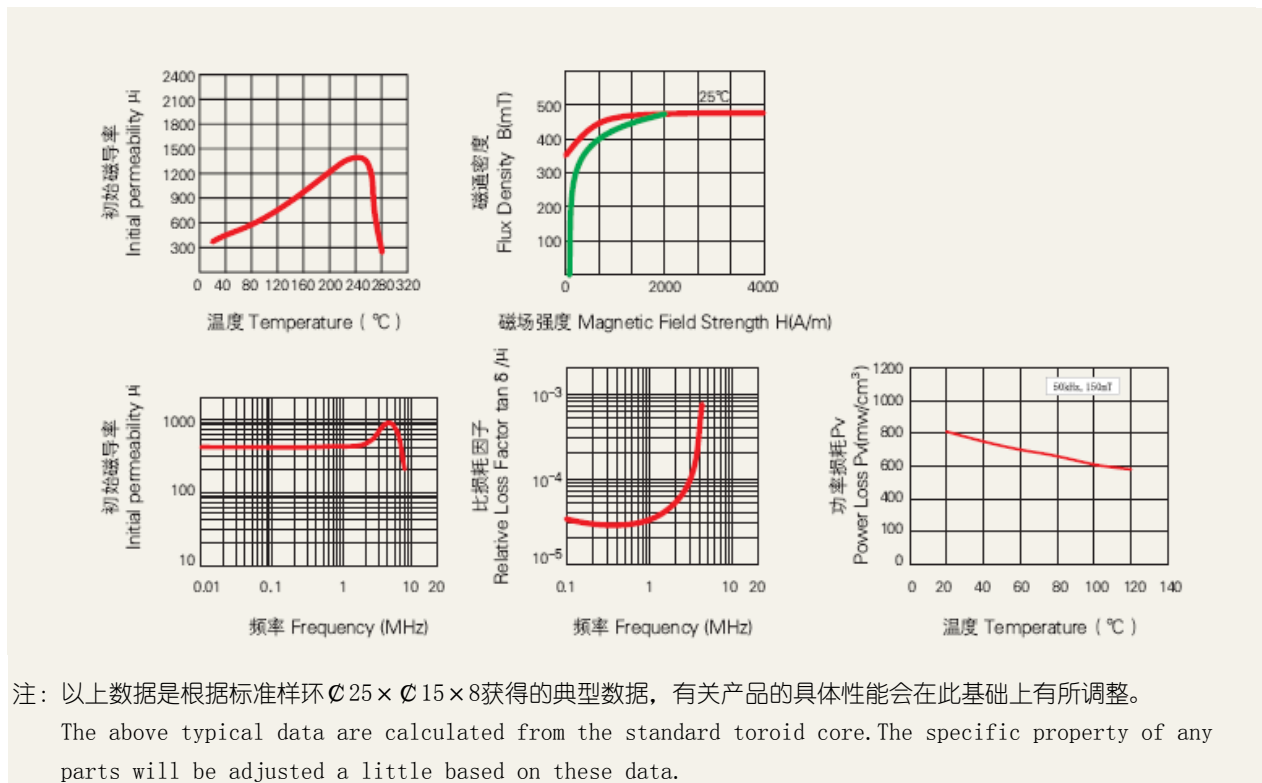 2400
2100
1800
1500
1200
900
600
300
0 40 80 120 160 200 240 280 320
初始磁导率
Initial permeability μi
温度 Temperature ( ℃ )
500
400
300
200
100
25℃
0 2000 4000
磁通密度
Flux Density B(mT)
磁场强度 Magnetic Field Strength H(A/m)
1000
100
10
0.01 0.1 1 10 20
初始磁导率
Initial permeability μi
频率 Frequency (MHz)
10⁻³
10⁻⁴
10⁻⁵
0.1 1 10 20
比损耗因子
Relative Loss Factor tan δ /μi
频率 Frequency (MHz)
1200
1000
800
600
400
100
0
50kHz, 150mT
0 20 40 60 80 100 120 140
功率损耗Pv
Power Loss Pv(mw/cm³)
温度 Temperature ( ℃ )
注: 以上数据是根据标准样环₡25×₡15×8获得的典型数据，有关产品的具体性能会在此基础上有所调整。
The above typical data are calculated from the standard toroid core.The specific property of any
parts will be adjusted a little based on these data.